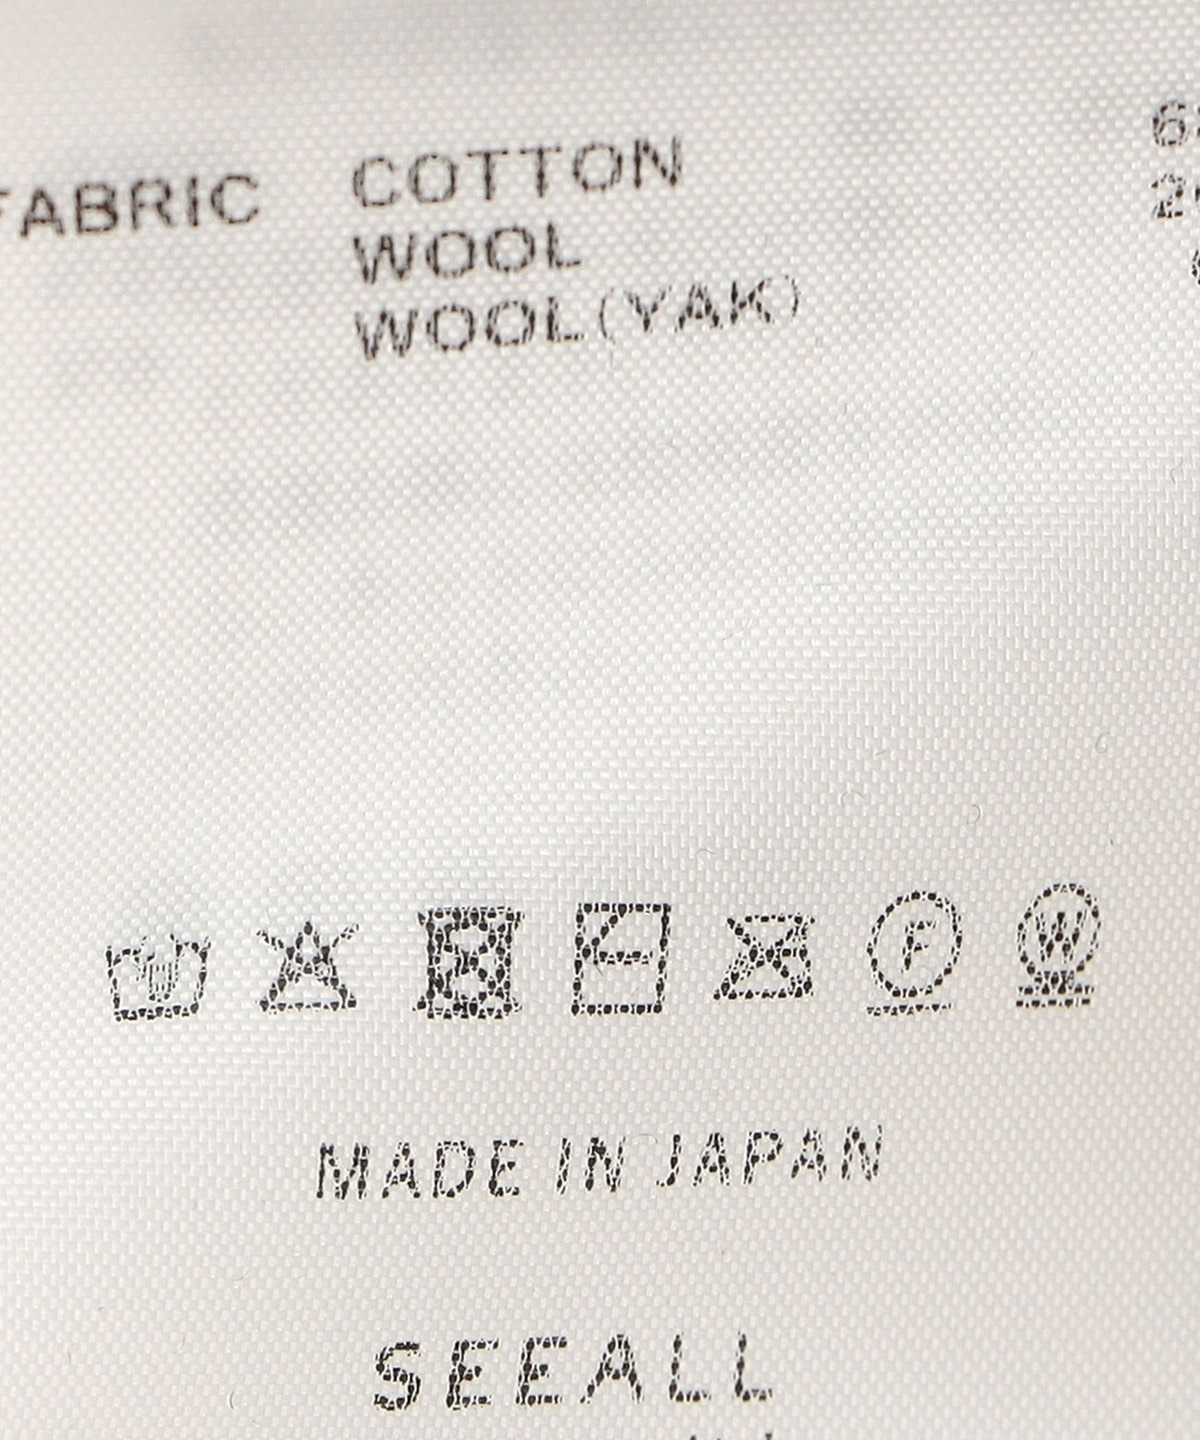 FABRIC COTTON
WOOL
WOOL(YAK)
F W
MADE IN JAPAN
SEEALL